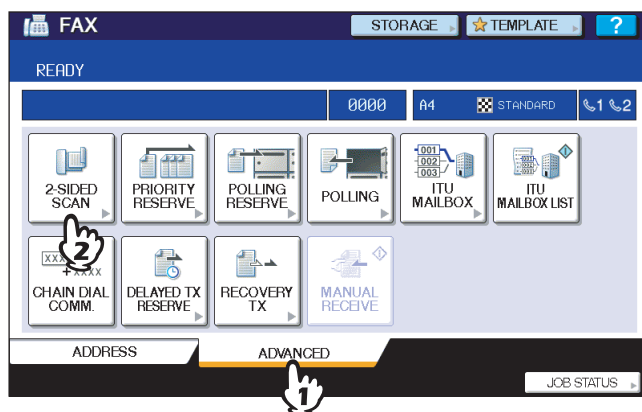 FAX
STORAGE
TEMPLATE
?
READY
0000
A4
STANDARD
1
2
2-SIDED
SCAN
PRIORITY
RESERVE
POLLING
RESERVE
POLLING
001
002
003
ITU
MAILBOX
ITU
MAILBOX LIST
2
XXX
+XXXX
CHAIN DIAL
COMM.
DELAYED TX
RESERVE
RECOVERY
TX
MANUAL
RECEIVE
ADDRESS
ADVANCED
1
JOB STATUS